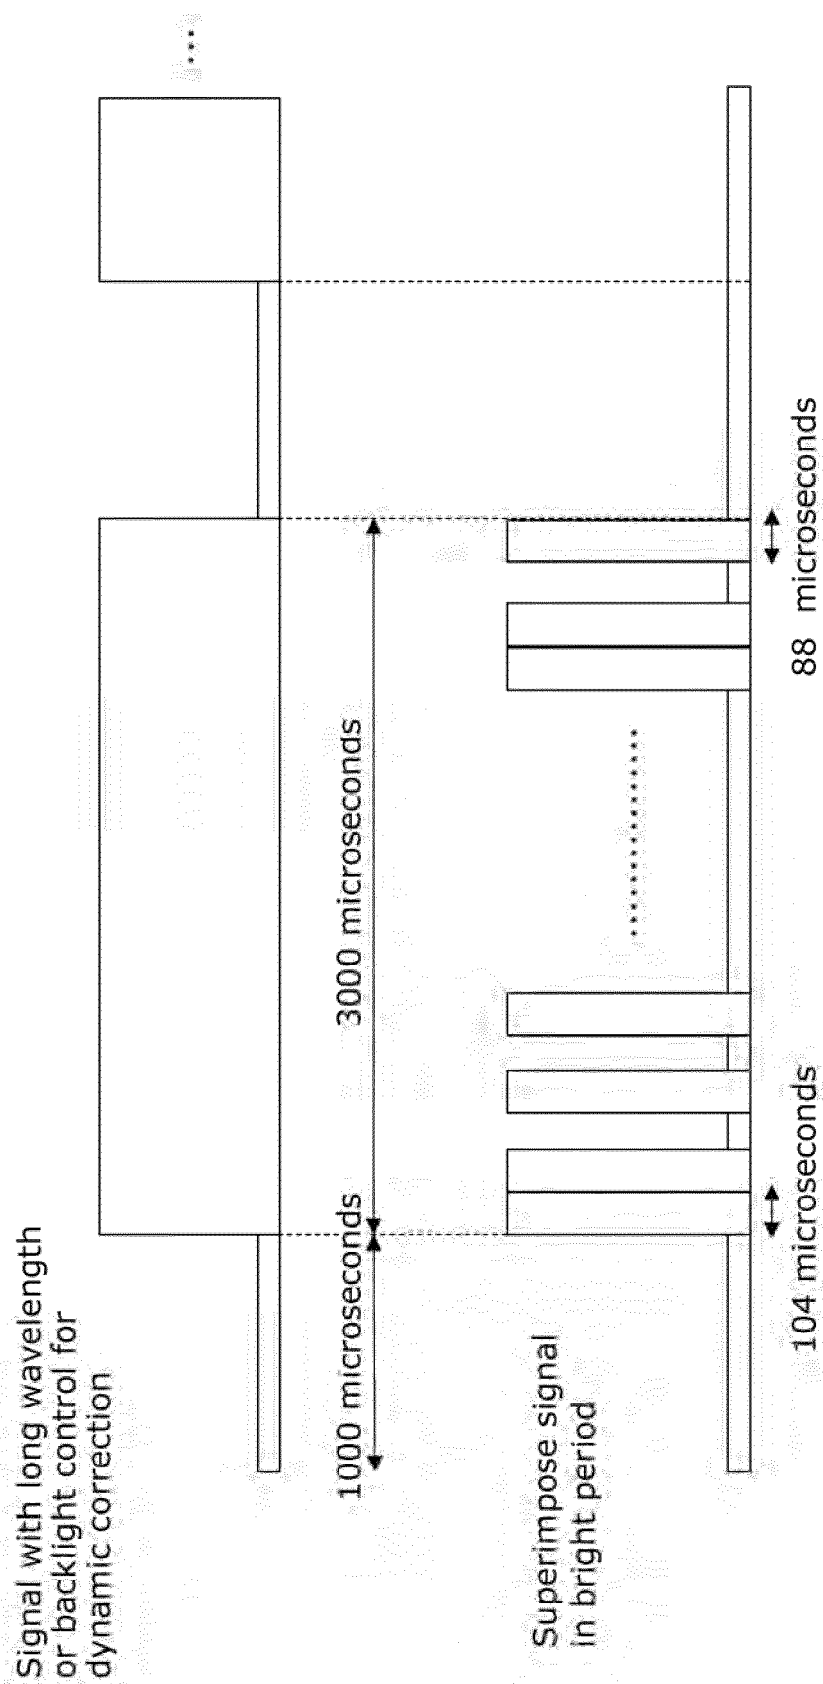 Signal with long wavelength
or backlight control for
dynamic correction
1000 microseconds
3000 microseconds
Superimpose signal
in bright period
104 microseconds
88 microseconds